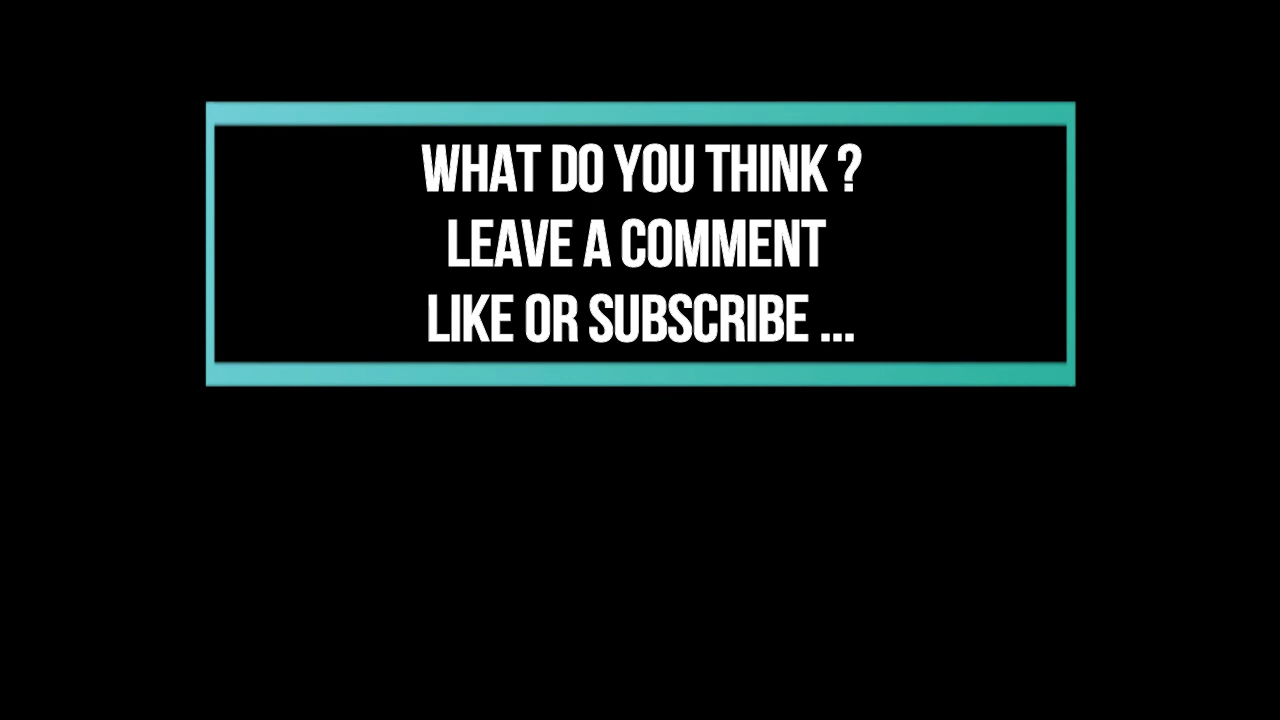 WHAT DO YOU THINK ?
LEAVE A COMMENT
LIKE OR SUBSCRIBE ...